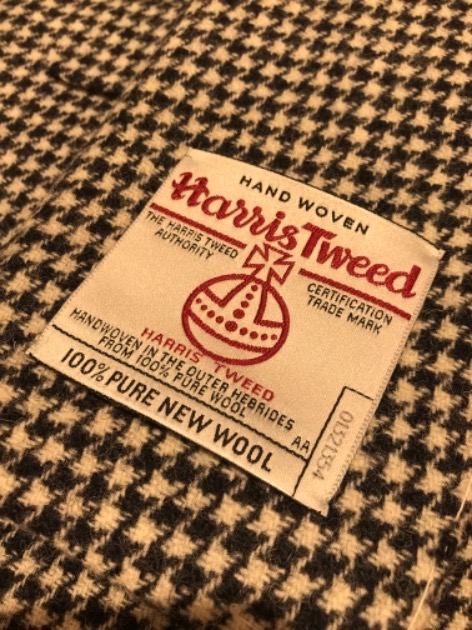 HAND WOVEN
Harris Tweed
THE HARRIS TWEED
AUTHORITY
CERTIFICATION
TRADE MARK
HARRIS TWEED
HANDWOVEN IN THE OUTER HEBRIDES
FROM 100% PURE WOOL
AA
100% PURE NEW WOOL
01521554